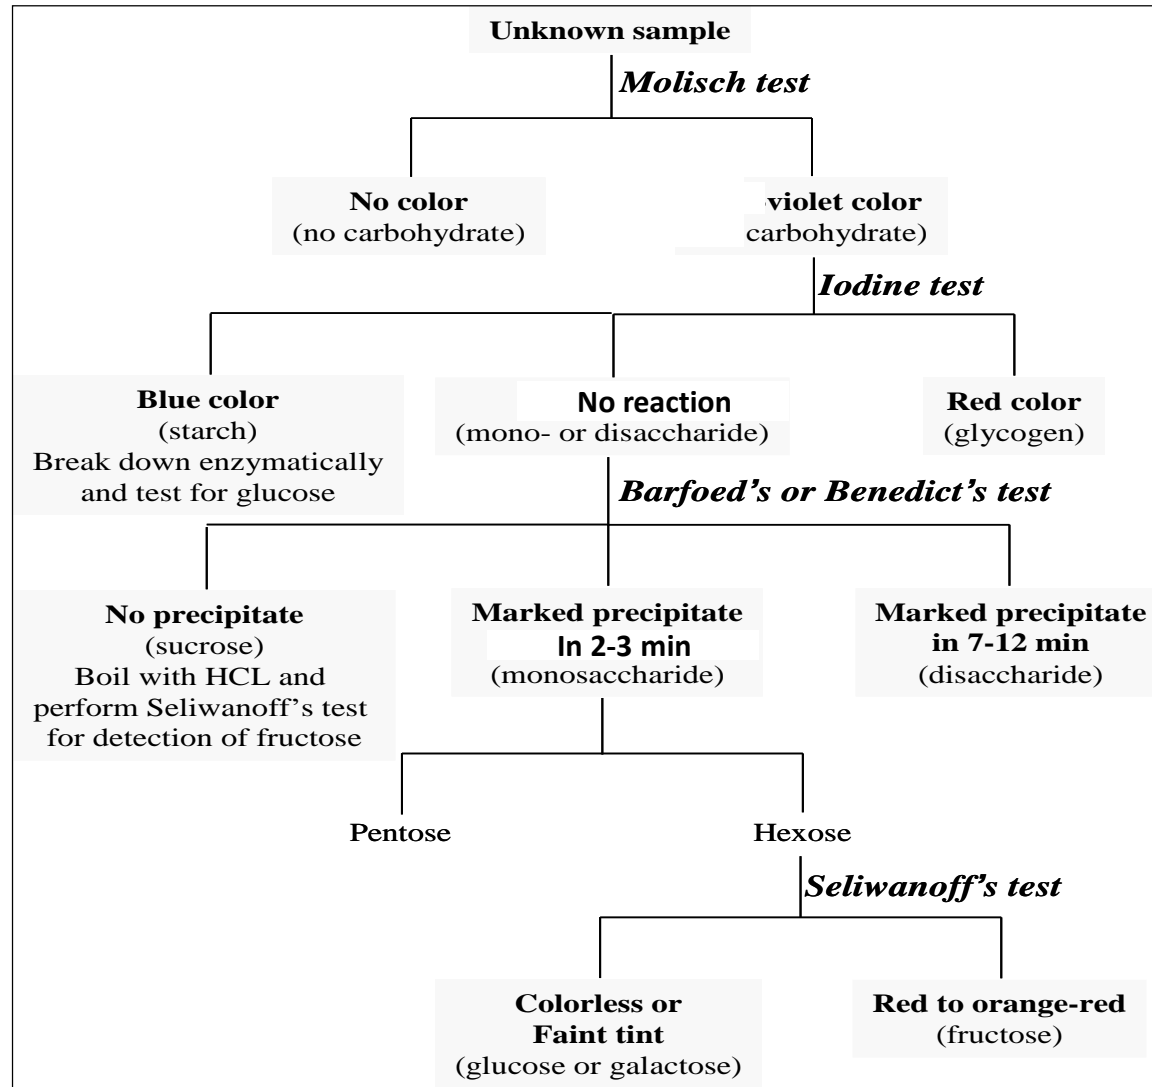 Unknown sample
Molisch test
No color
(no carbohydrate)
violet color
carbohydrate)
Iodine test
Blue color
(starch)
Break down enzymatically
and test for glucose
No reaction
(mono- or disaccharide)
Red color
(glycogen)
Barfoed’s or Benedict’s test
No precipitate
(sucrose)
Boil with HCL and
perform Seliwanoff’s test
for detection of fructose
Marked precipitate
In 2-3 min
(monosaccharide)
Marked precipitate
in 7-12 min
(disaccharide)
Pentose
Hexose
Seliwanoff’s test
Colorless or
Faint tint
(glucose or galactose)
Red to orange-red
(fructose)